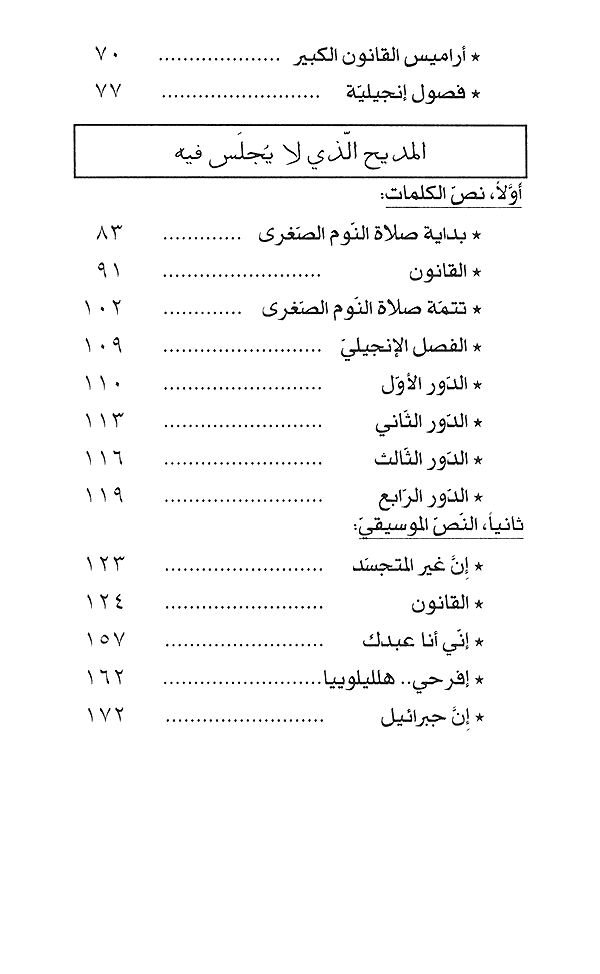 * أراميس القانون الكبير .................... ٧٠
* فصول إنجيليّة .......................... ٧٧
المديح الّذي لا يُجلَس فيه
أوَّلاً، نصّ الكلمات:
* بداية صلاة النّوم الصّغرى ............. ٨٣
* القانون .......................... ٩١
* تتمّة صلاة النّوم الصّغرى ............. ١٠٢
* الفصل الإنجيليّ .......................... ١٠٩
* الدّور الأوّل .......................... ١١٠
* الدّور الثّاني .......................... ١١٣
* الدّور الثّالث .......................... ١١٦
* الدّور الرّابع .......................... ١١٩
ثانياً، النّصّ الموسيقيّ:
* إنَّ غير المتجسّد .......................... ١٢٣
* القانون .......................... ١٢٤
* إنّي أنا عبدك .......................... ١٥٧
* إفرحي.. هلليلوييا.......................... ١٦٢
* إنَّ جبرائيل .......................... ١٧٢